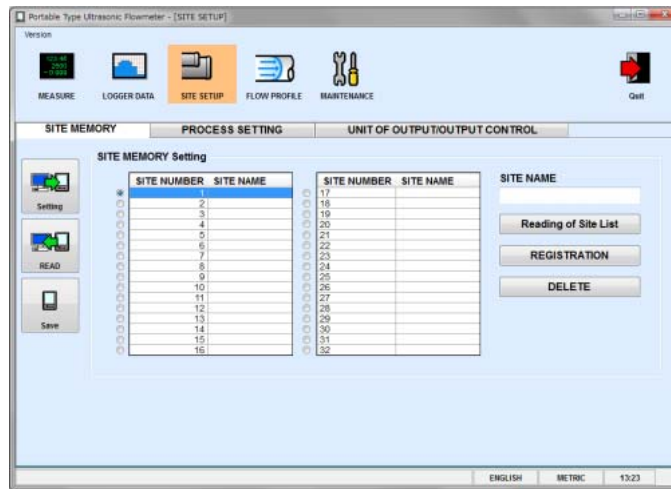 Portable Type Ultrasonic Flowmeter - [SITE SETUP]
Version
MEASURE LOGGER DATA SITE SETUP FLOW PROFILE MAINTENANCE Quit
SITE MEMORY PROCESS SETTING UNIT OF OUTPUT/OUTPUT CONTROL
SITE MEMORY Setting
SITE NUMBER SITE NAME SITE NUMBER SITE NAME SITE NAME
1 17
2 18
3 19
4 20
5 21
6 22
7 23
8 24
9 25
10 26
11 27
12 28
13 29
14 30
15 31
16 32
Setting
READ
Save
Reading of Site List
REGISTRATION
DELETE
ENGLISH METRIC 13:23